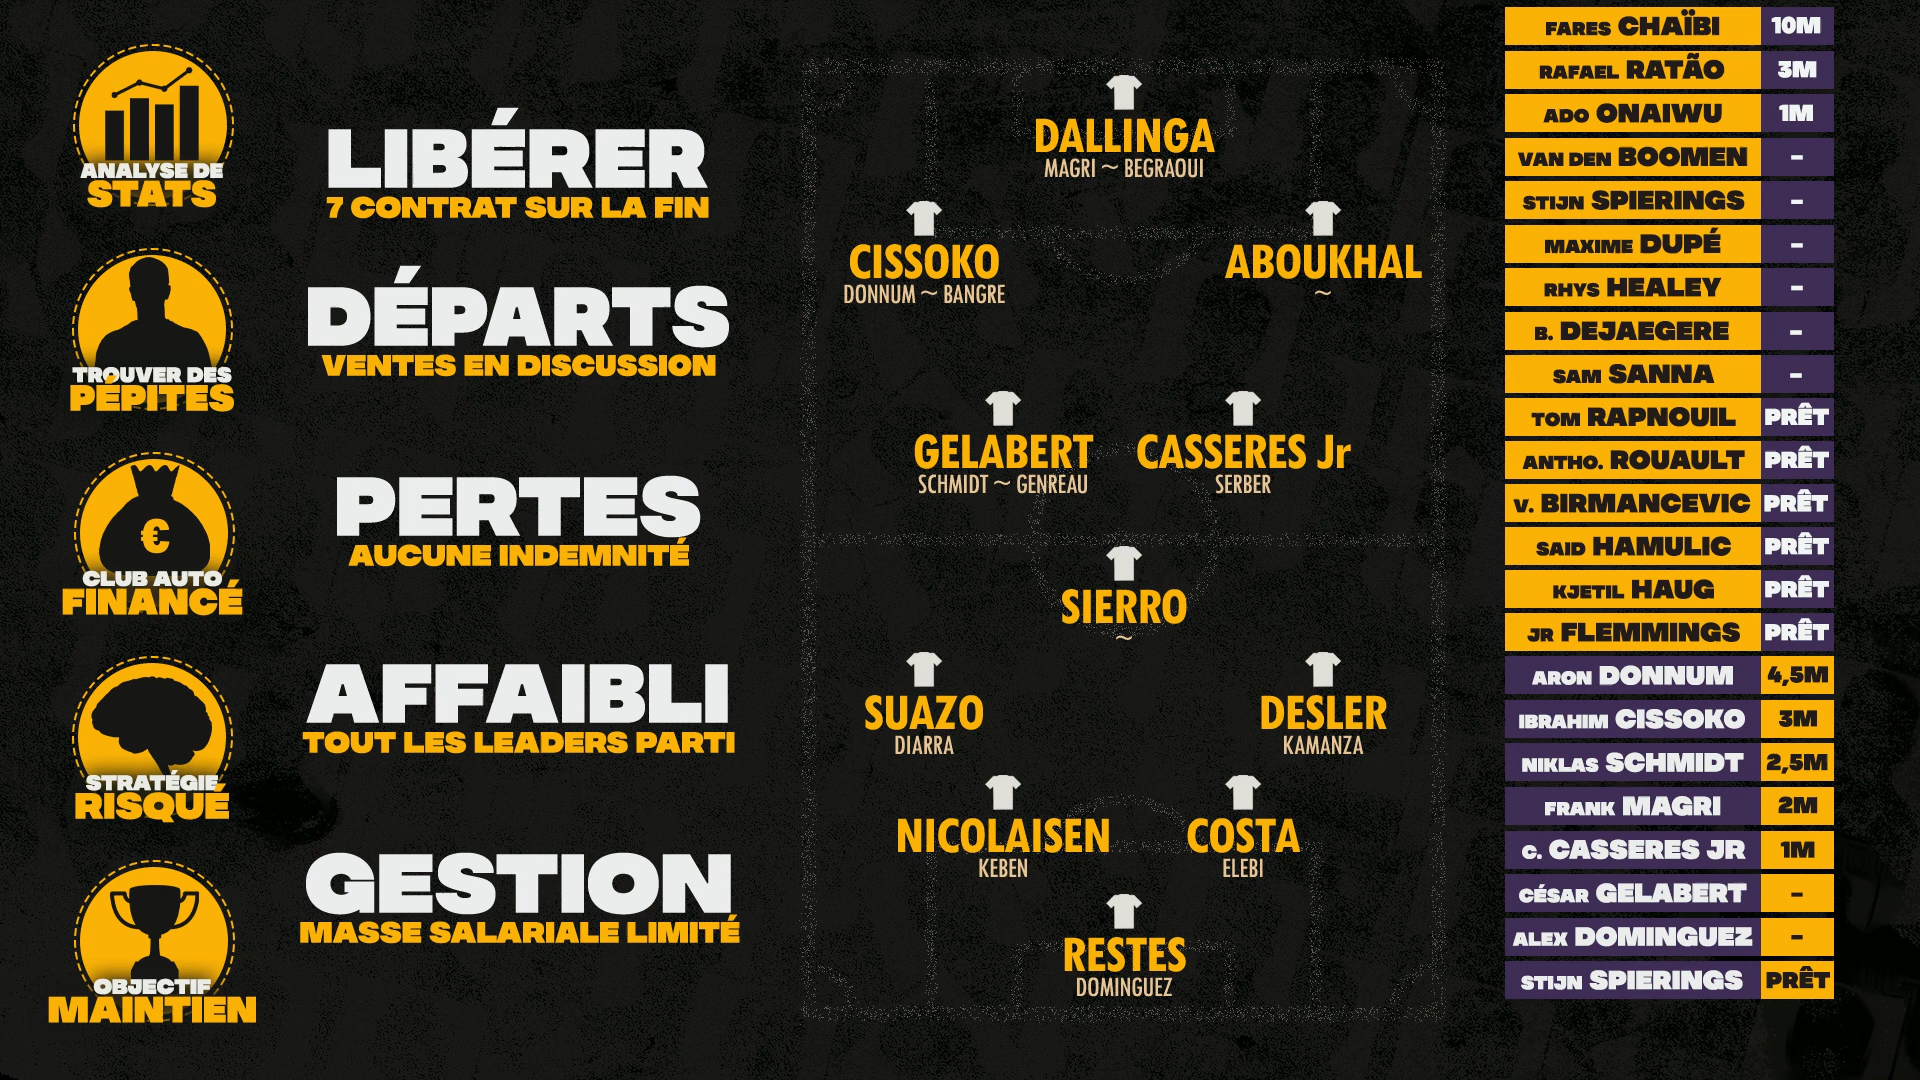 ANALYSE DE
STATS
TROUVER DES
PÉPITES
€
CLUB AUTO
FINANCÉ
STRATÉGIE
RISQUÉ
OBJECTIF
MAINTIEN
LIBÉRER
7 CONTRAT SUR LA FIN
DÉPARTS
VENTES EN DISCUSSION
PERTES
AUCUNE INDEMNITÉ
AFFAIBLI
TOUT LES LEADERS PARTI
GESTION
MASSE SALARIALE LIMITÉ
DALLINGA
MAGRI ~ BEGRAOUI
CISSOKO
DONNUM ~ BANGRE
ABOUKHAL
~
GELABERT
SCHMIDT ~ GENREAU
CASSERES Jr
SERBER
SIERRO
~
SUAZO
DIARRA
DESLER
KAMANZA
NICOLAISEN
KEBEN
COSTA
ELEBI
RESTES
DOMINGUEZ
FARES CHAÏBI 10M
RAFAEL RATÃO 3M
ADO ONAIWU 1M
VAN DEN BOOMEN -
STIJN SPIERINGS -
MAXIME DUPÉ -
RHYS HEALEY -
B. DEJAEGERE -
SAM SANNA -
TOM RAPNOUIL PRÊT
ANTHO. ROUAULT PRÊT
V. BIRMANCEVIC PRÊT
SAID HAMULIC PRÊT
KJETIL HAUG PRÊT
JR FLEMMINGS PRÊT
ARON DONNUM 4,5M
IBRAHIM CISSOKO 3M
NIKLAS SCHMIDT 2,5M
FRANK MAGRI 2M
C. CASSERES JR 1M
CÉSAR GELABERT -
ALEX DOMINGUEZ -
STIJN SPIERINGS PRÊT